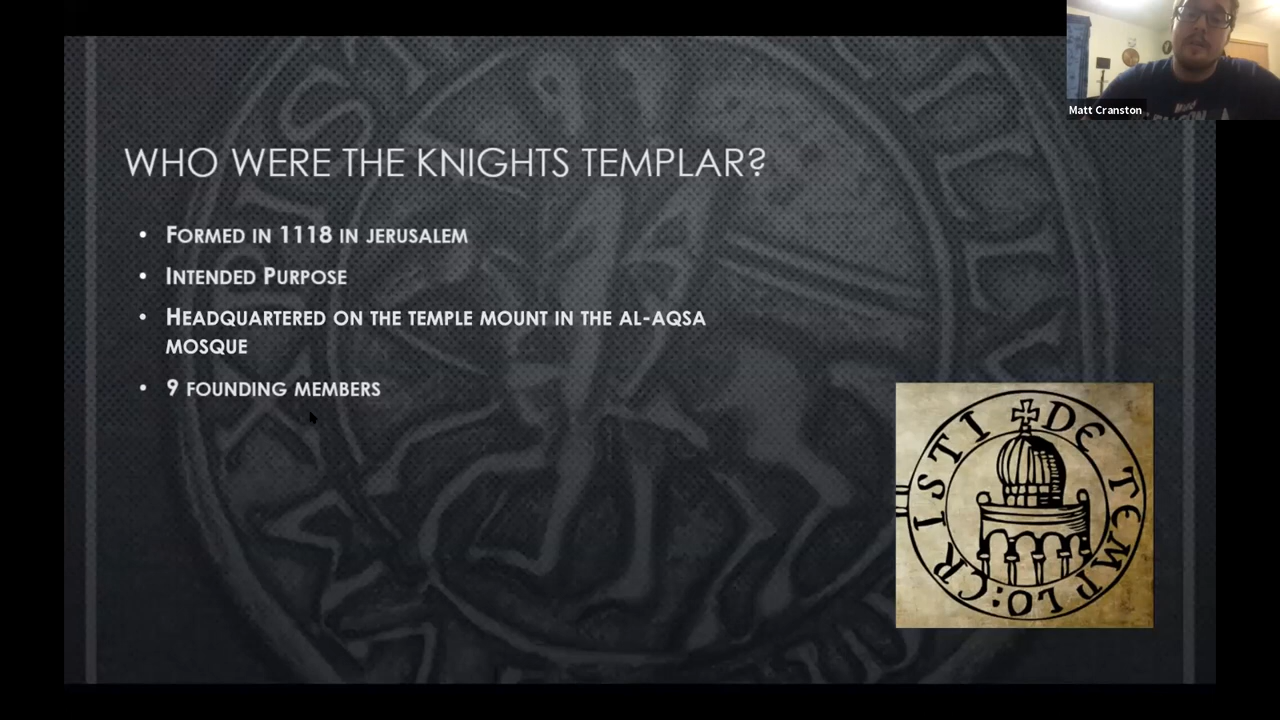 Matt Cranston
WHO WERE THE KNIGHTS TEMPLAR?
• FORMED IN 1118 IN JERUSALEM
• INTENDED PURPOSE
• HEADQUARTERED ON THE TEMPLE MOUNT IN THE AL-AQSA
MOSQUE
• 9 FOUNDING MEMBERS
DE TEMPLO: CRISTI